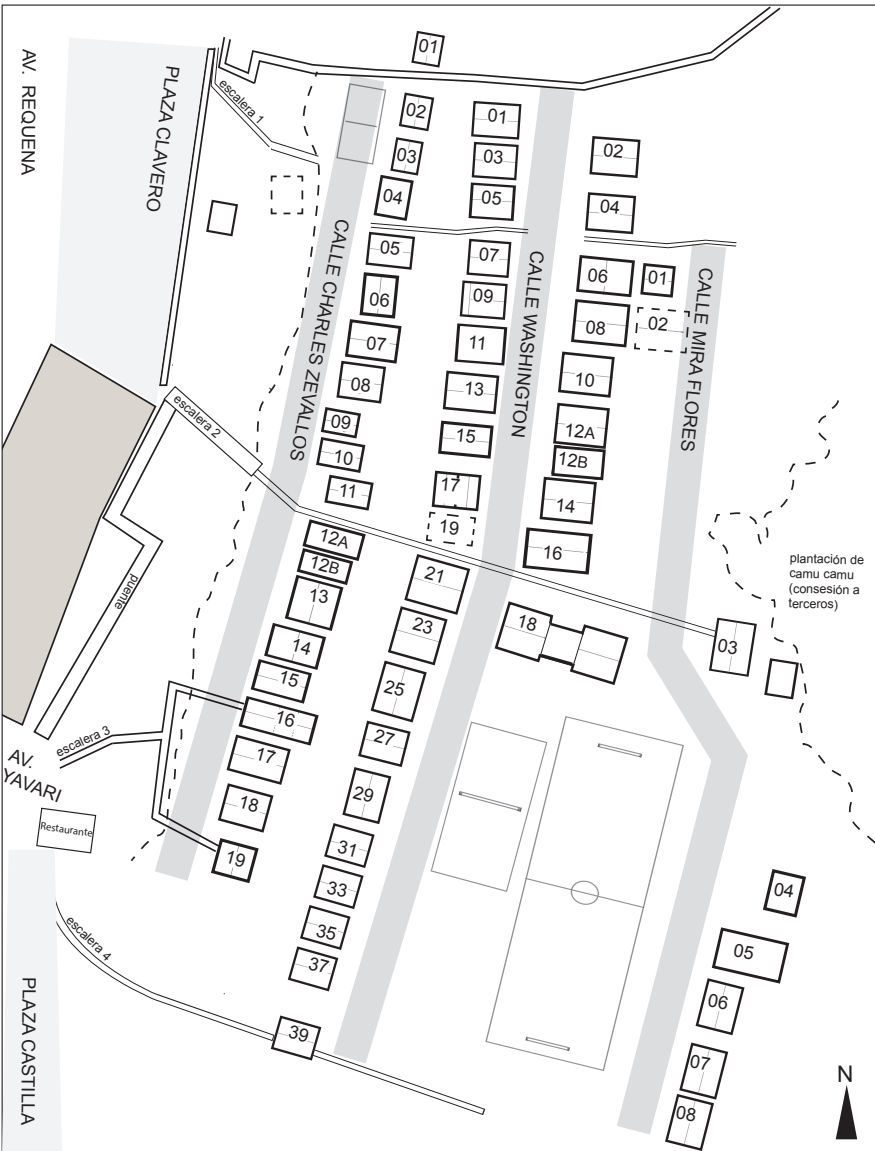 AV. REQUENA
PLAZA CLAVERO
escalera 1
CALLE CHARLES ZEVALLOS
CALLE WASHINGTON
CALLE MIRA FLORES
01
02
03
04
05
06
07
08
09
10
11
12A
12B
13
14
15
16
17
18
19
01
03
05
07
09
11
13
15
17
19
21
23
25
27
29
31
33
35
37
39
02
04
06
08
10
12A
12B
14
16
18
01
02
03
04
05
06
07
08
escalera 2
puente
escalera 3
AV.
YAVARI
Restaurante
escalera 4
PLAZA CASTILLA
plantación de
camu camu
(consesión a
terceros)
N